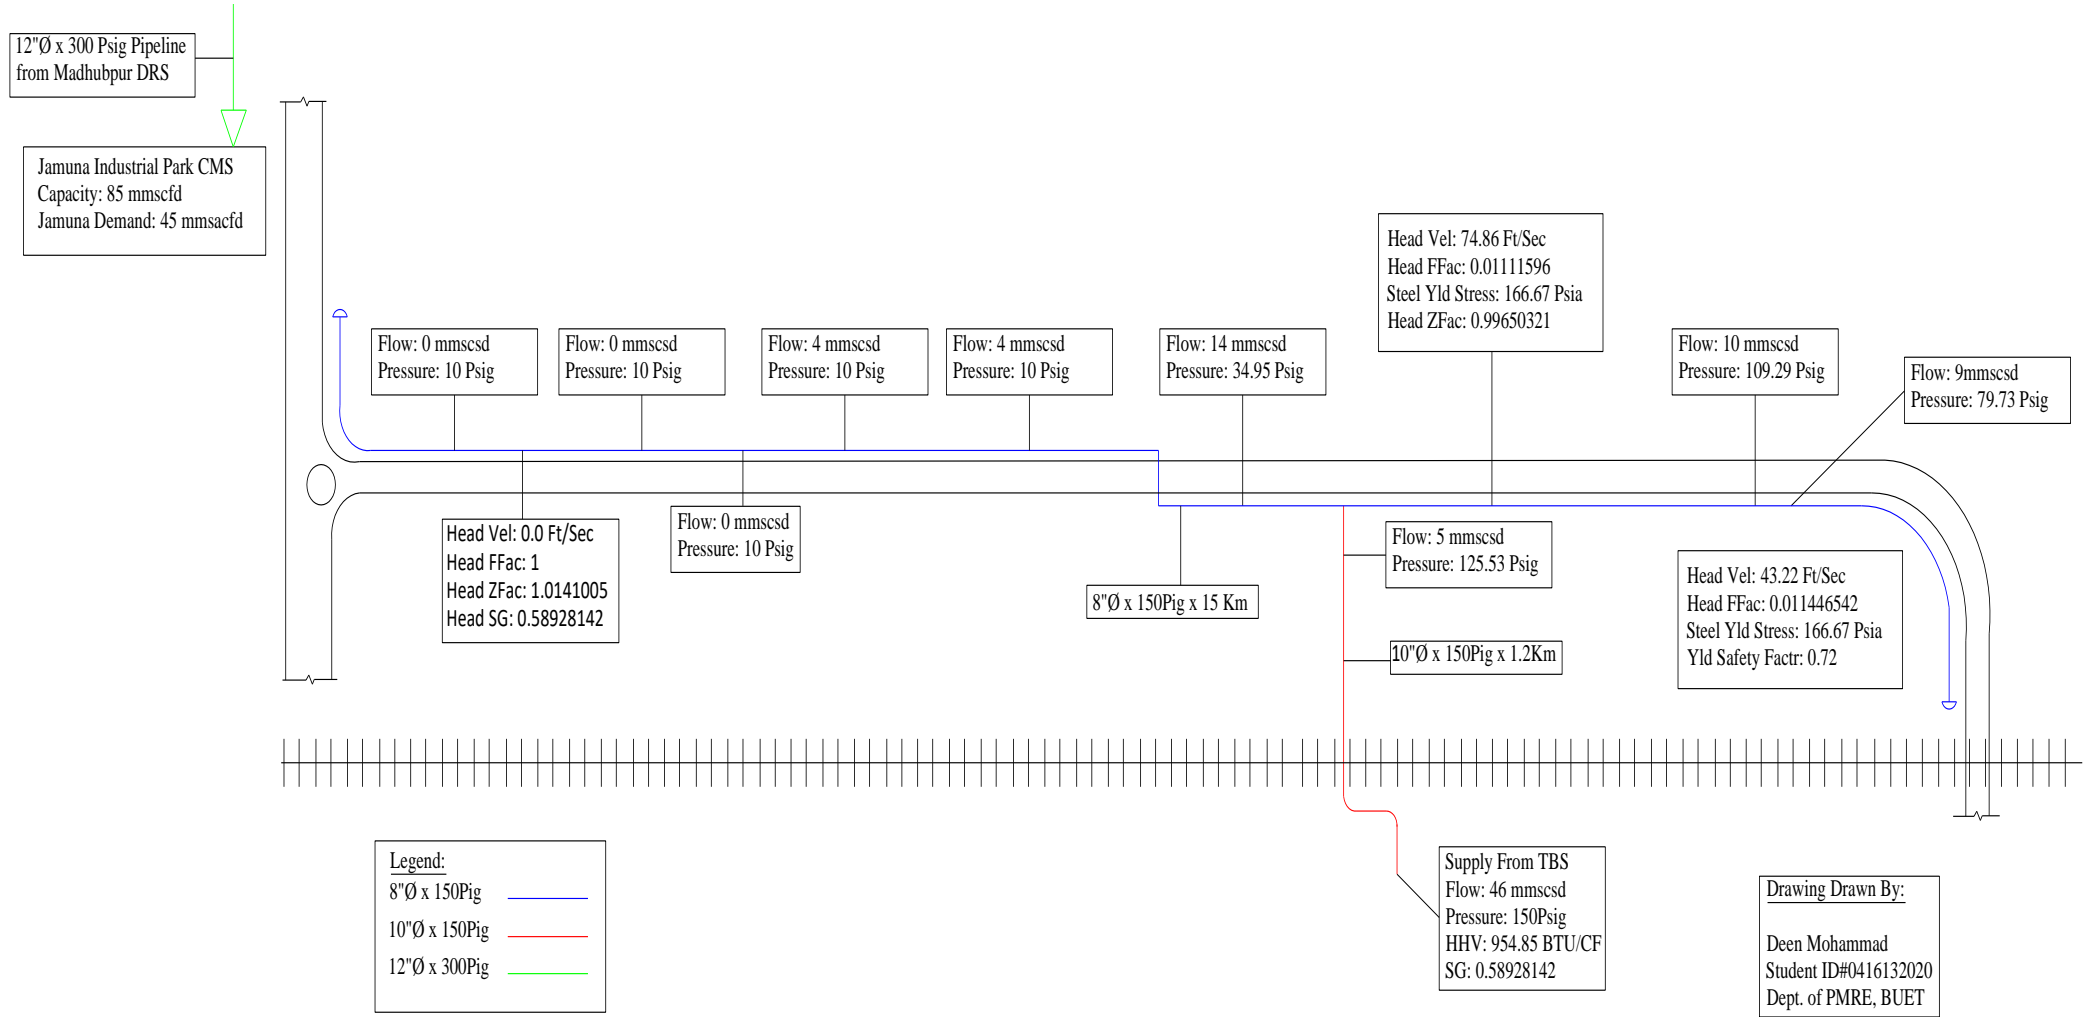 12"Ø x 300 Psig Pipeline
from Madhubpur DRS
Jamuna Industrial Park CMS
Capacity: 85 mmscfd
Jamuna Demand: 45 mmsacfd
Head Vel: 74.86 Ft/Sec
Head FFac: 0.01111596
Steel Yld Stress: 166.67 Psia
Head ZFac: 0.99650321
Flow: 0 mmscsd
Pressure: 10 Psig
Flow: 0 mmscsd
Pressure: 10 Psig
Flow: 4 mmscsd
Pressure: 10 Psig
Flow: 4 mmscsd
Pressure: 10 Psig
Flow: 14 mmscsd
Pressure: 34.95 Psig
Flow: 10 mmscsd
Pressure: 109.29 Psig
Flow: 9mmscsd
Pressure: 79.73 Psig
Head Vel: 0.0 Ft/Sec
Head FFac: 1
Head ZFac: 1.0141005
Head SG: 0.58928142
Flow: 0 mmscsd
Pressure: 10 Psig
8"Ø x 150Pig x 15 Km
Flow: 5 mmscsd
Pressure: 125.53 Psig
10"Ø x 150Pig x 1.2Km
Head Vel: 43.22 Ft/Sec
Head FFac: 0.011446542
Steel Yld Stress: 166.67 Psia
Yld Safety Factr: 0.72
Legend:
8"Ø x 150Pig
10"Ø x 150Pig
12"Ø x 300Pig
Supply From TBS
Flow: 46 mmscsd
Pressure: 150Psig
HHV: 954.85 BTU/CF
SG: 0.58928142
Drawing Drawn By:
Deen Mohammad
Student ID#0416132020
Dept. of PMRE, BUET